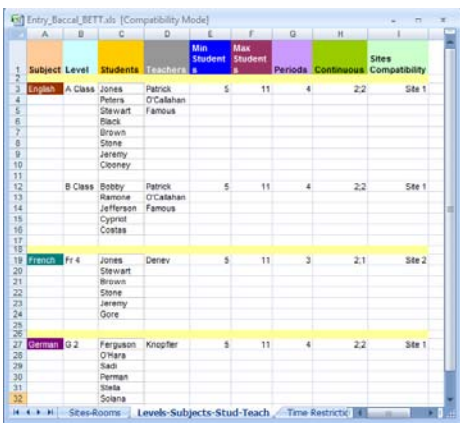 Entry_Baccal_BETT.xls [Compatibility Mode]
A B C D E F G H I
1 Subject Level Students Teachers Min Students Max Students Periods Continuous Sites Compatibility
2
3 English A Class Jones Patrick 5 11 4 2;2 Site 1
4 Peters O'Callahan
5 Stewart Famous
6 Black
7 Brown
8 Stone
9 Jeremy
10 Clooney
11
12 B Class Bobby Patrick 5 11 4 2;2 Site 1
13 Ramone O'Callahan
14 Jefferson Famous
15 Cypriot
16 Costas
17
18
19 French Fr 4 Jones Denev 5 11 3 2;1 Site 2
20 Stewart
21 Brown
22 Stone
23 Jeremy
24 Gore
25
26
27 German G 2 Ferguson Knopfler 5 11 4 2;2 Site 1
28 O'Hara
29 Sadi
30 Perman
31 Stella
32 Solana
Sites-Rooms Levels-Subjects-Stud-Teach Time Restrictic